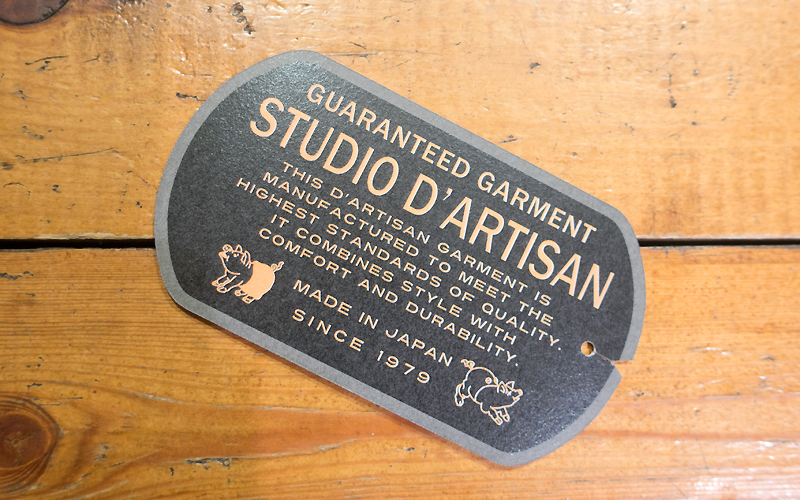 GUARANTEED GARMENT
STUDIO D'ARTISAN
THIS D'ARTISAN GARMENT IS
MANUFACTURED TO MEET THE
HIGHEST STANDARDS OF QUALITY.
IT COMBINES STYLE WITH
COMFORT AND DURABILITY.
MADE IN JAPAN
SINCE 1979